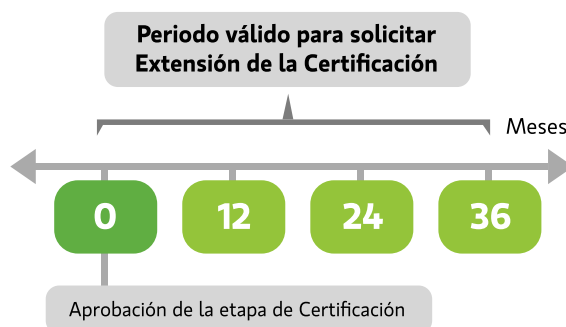 Periodo válido para solicitar
Extensión de la Certificación
Meses
0 12 24 36
Aprobación de la etapa de Certificación